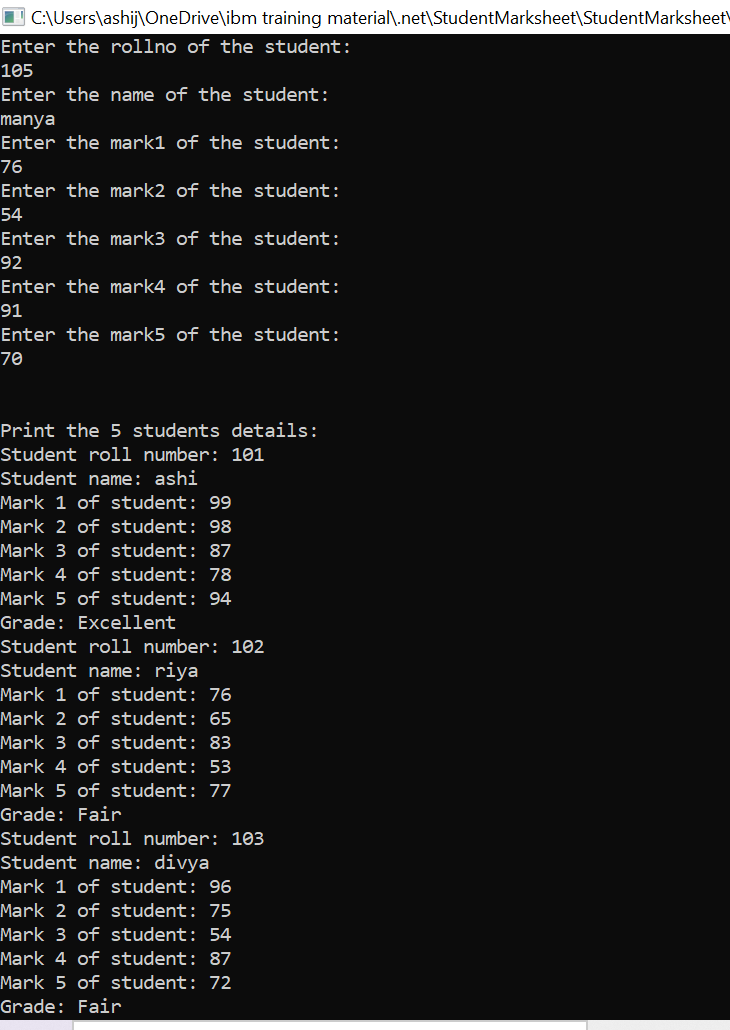 C:\Users\ashij\OneDrive\ibm training material\.net\StudentMarksheet\StudentMarksheet\
Enter the rollno of the student:
105
Enter the name of the student:
manya
Enter the mark1 of the student:
76
Enter the mark2 of the student:
54
Enter the mark3 of the student:
92
Enter the mark4 of the student:
91
Enter the mark5 of the student:
70
Print the 5 students details:
Student roll number: 101
Student name: ashi
Mark 1 of student: 99
Mark 2 of student: 98
Mark 3 of student: 87
Mark 4 of student: 78
Mark 5 of student: 94
Grade: Excellent
Student roll number: 102
Student name: riya
Mark 1 of student: 76
Mark 2 of student: 65
Mark 3 of student: 83
Mark 4 of student: 53
Mark 5 of student: 77
Grade: Fair
Student roll number: 103
Student name: divya
Mark 1 of student: 96
Mark 2 of student: 75
Mark 3 of student: 54
Mark 4 of student: 87
Mark 5 of student: 72
Grade: Fair